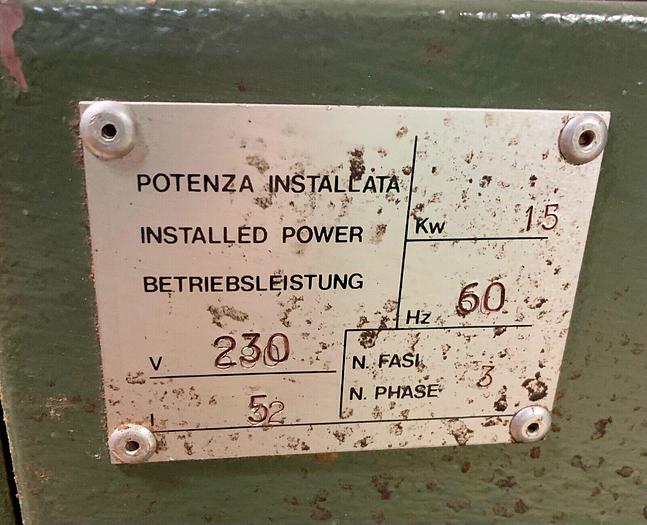 POTENZA INSTALLATA
INSTALLED POWER
BETRIEBSLEISTUNG
Kw 15
Hz 60
V 230
N. FASI
N. PHASE 3
I 52